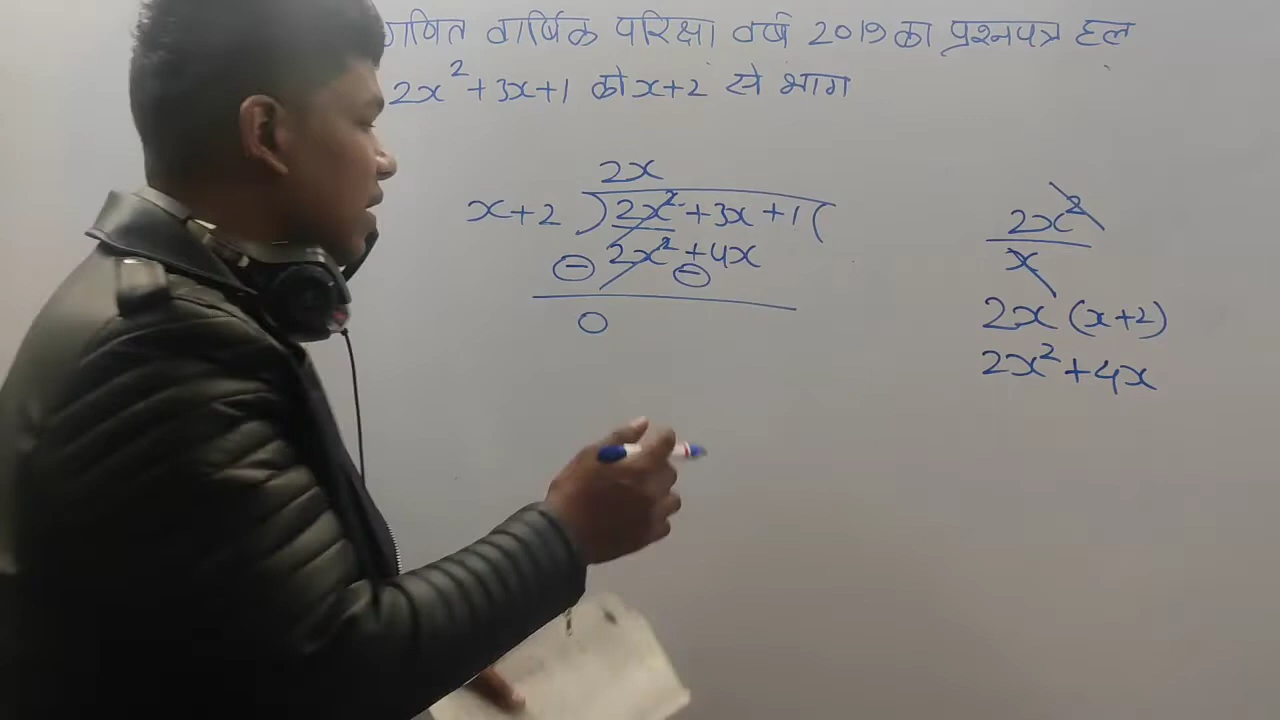 गणित वार्षिक परिक्षा वर्ष 2019 का प्रश्नपत्र हल
2x²+3x+1 को x+2 से भाग
2x
x+2 ) 2x²+3x+1 (
2x²+4x
⊖ ⊖
0
2x²
x
2x (x+2)
2x²+4x